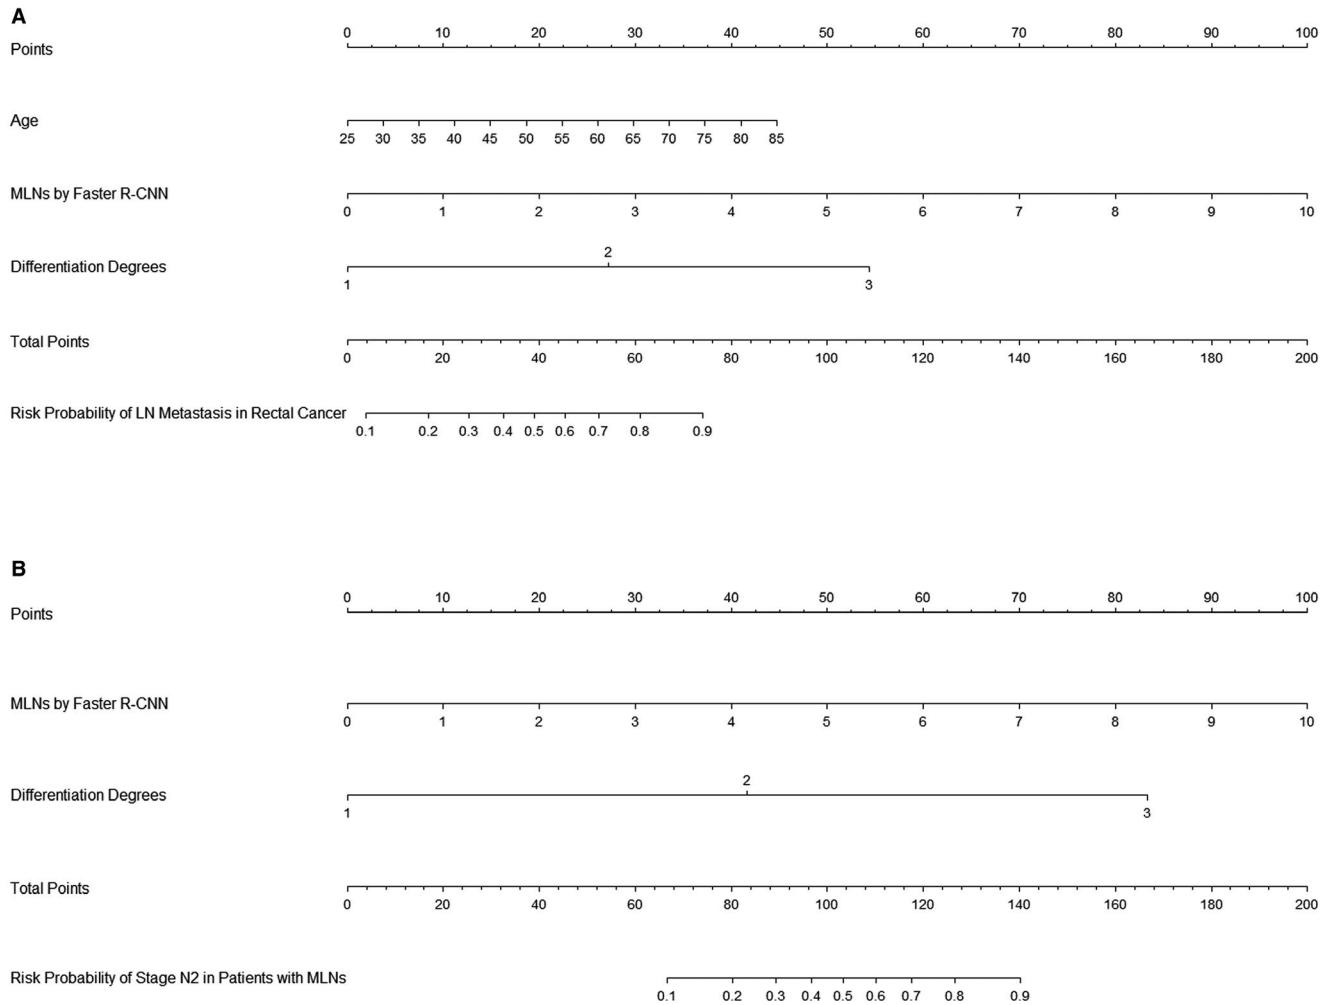 A
0 10 20 30 40 50 60 70 80 90 100
Points
Age
25 30 35 40 45 50 55 60 65 70 75 80 85
MLNs by Faster R-CNN
0 1 2 3 4 5 6 7 8 9 10
2
Differentiation Degrees
1 3
Total Points
0 20 40 60 80 100 120 140 160 180 200
Risk Probability of LN Metastasis in Rectal Cancer
0.1 0.2 0.3 0.4 0.5 0.6 0.7 0.8 0.9
B
0 10 20 30 40 50 60 70 80 90 100
Points
MLNs by Faster R-CNN
0 1 2 3 4 5 6 7 8 9 10
2
Differentiation Degrees
1 3
Total Points
0 20 40 60 80 100 120 140 160 180 200
Risk Probability of Stage N2 in Patients with MLNs
0.1 0.2 0.3 0.4 0.5 0.6 0.7 0.8 0.9